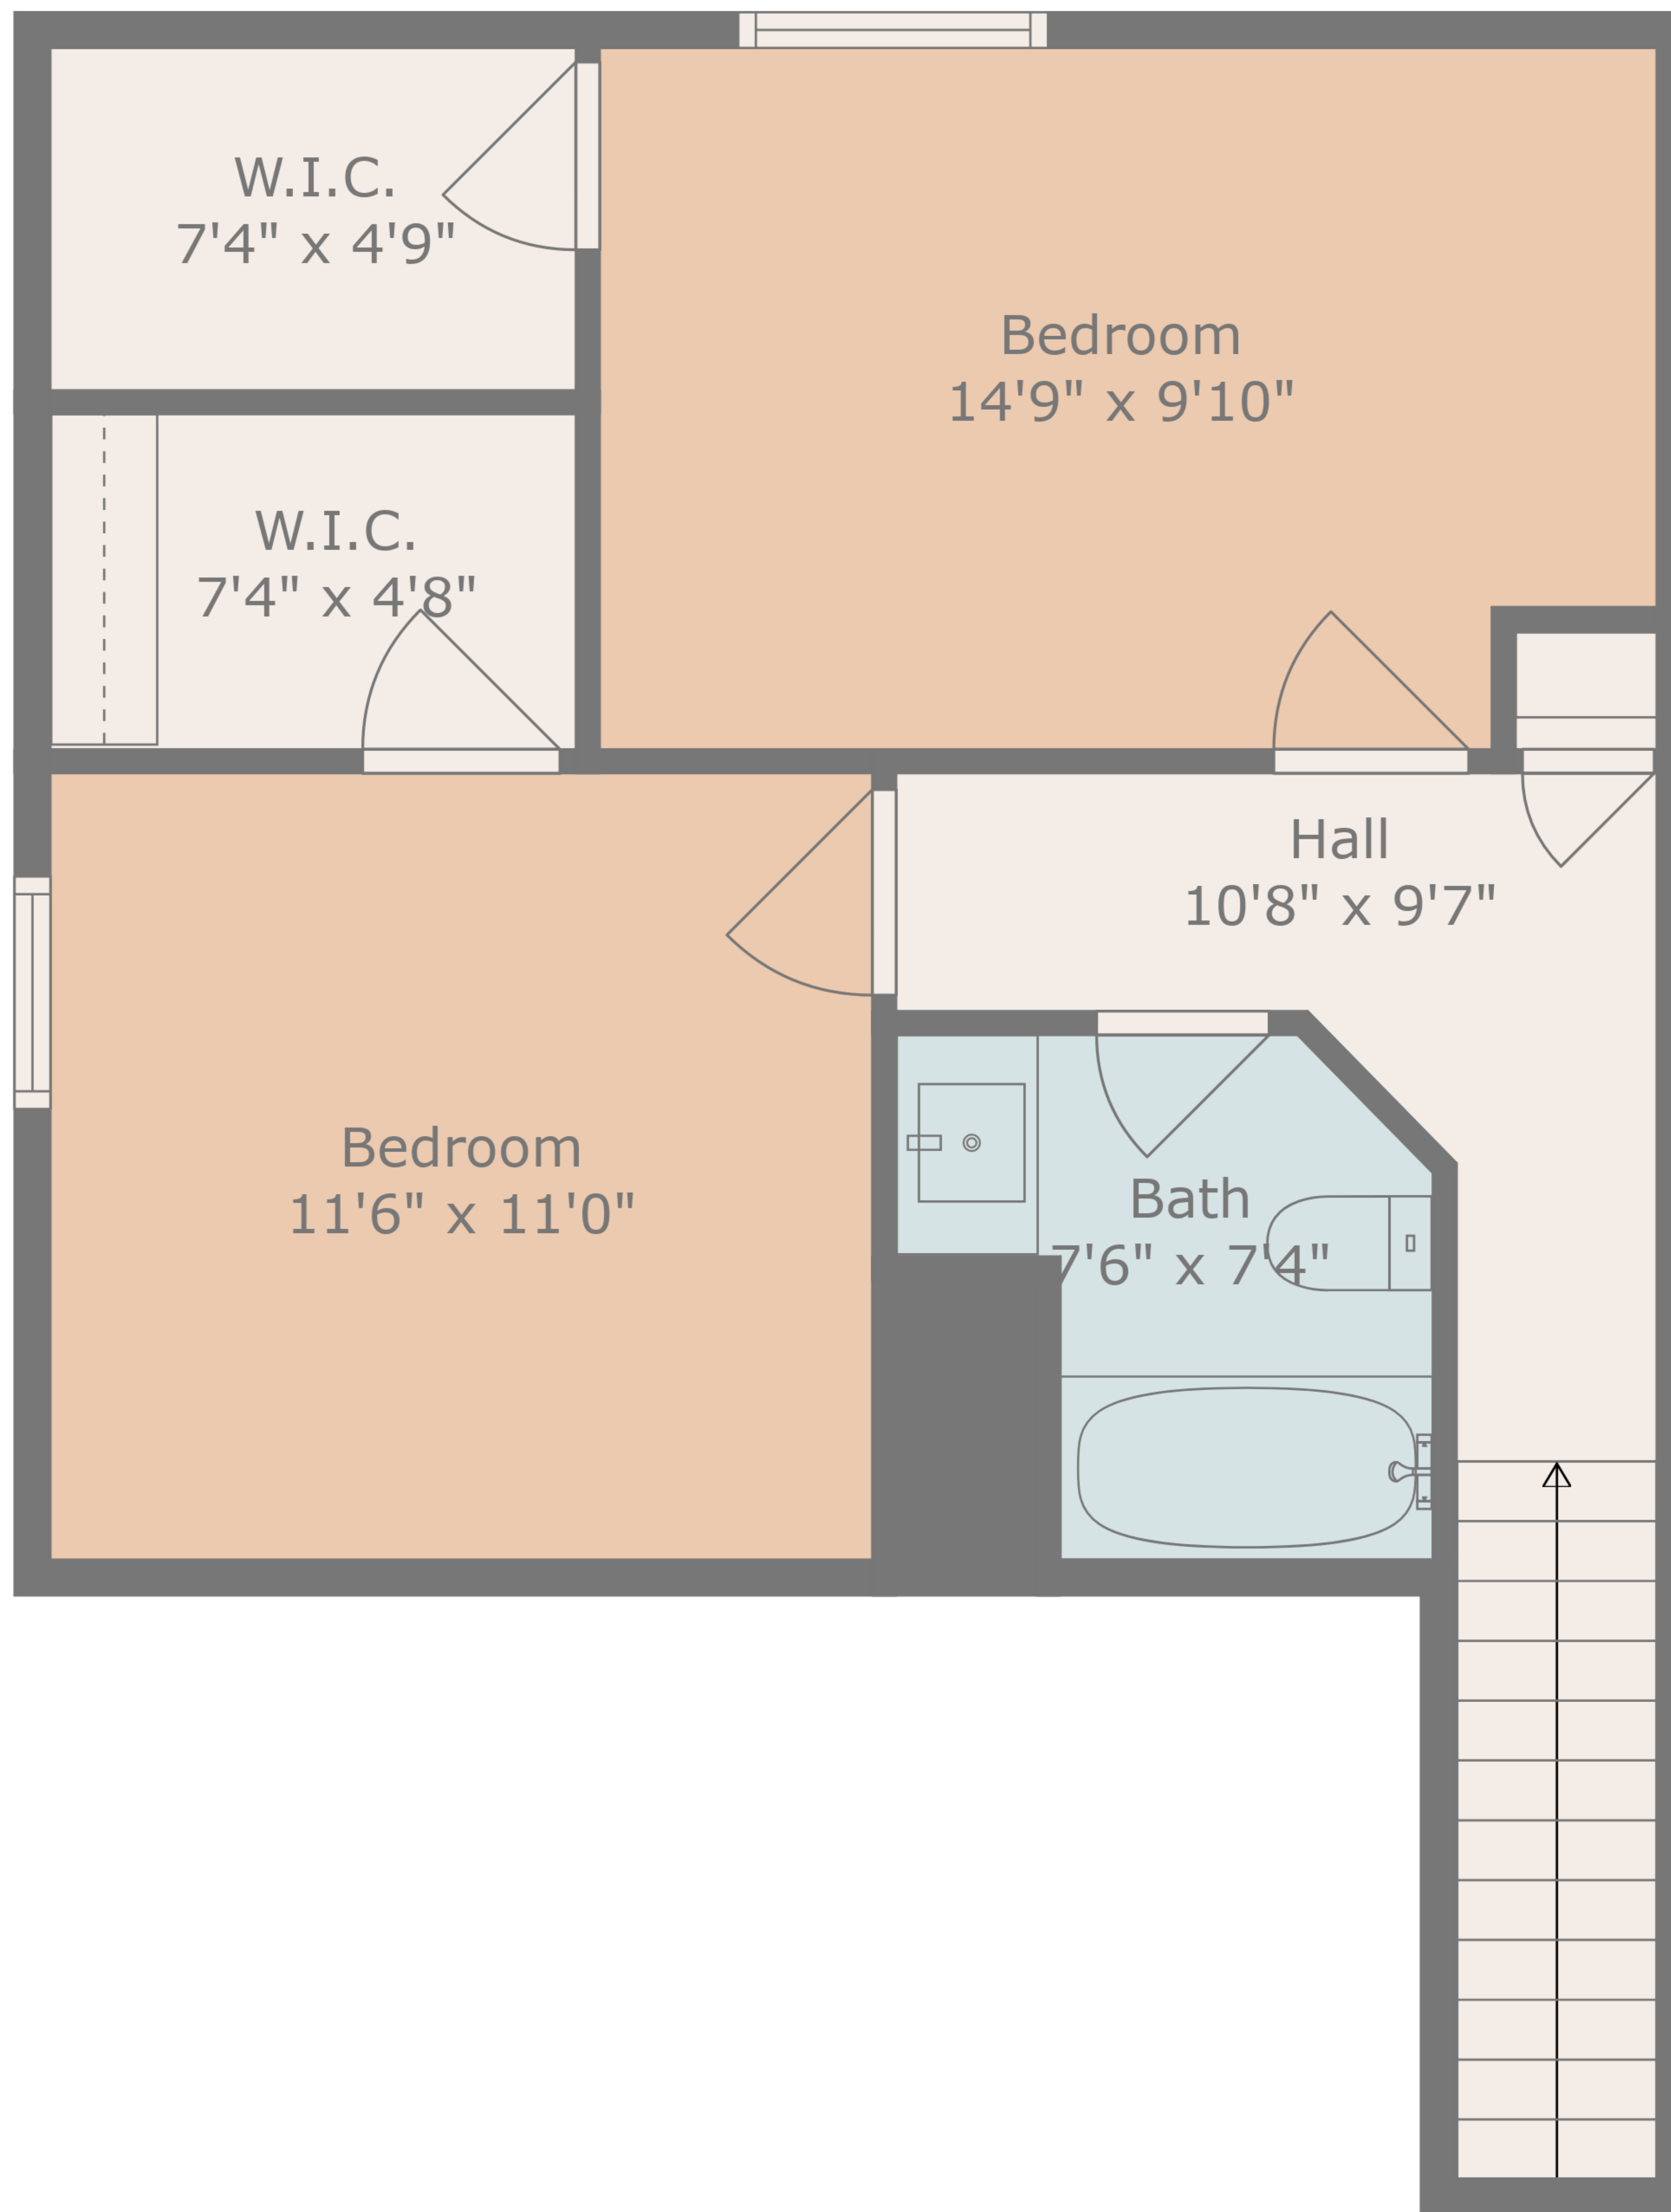 W.I.C.
7'4" x 4'9"
Bedroom
14'9" x 9'10"
W.I.C.
7'4" x 4'8"
Hall
10'8" x 9'7"
Bedroom
11'6" x 11'0"
Bath
7'6" x 7'4"